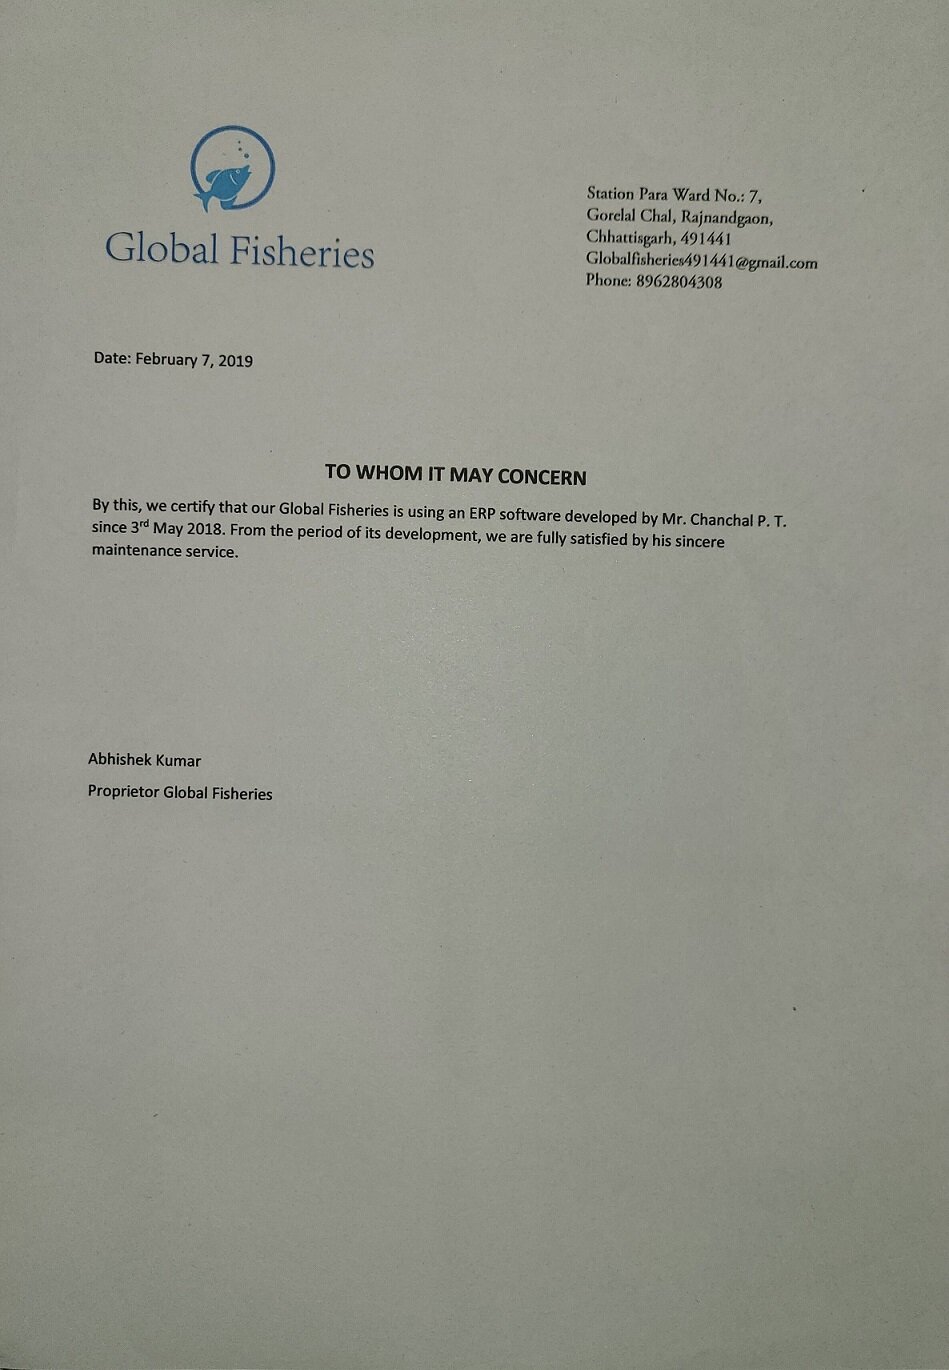 Global Fisheries
Station Para Ward No.: 7,
Gorelal Chal, Rajnandgaon,
Chhattisgarh, 491441
Globalfisheries491441@gmail.com
Phone: 8962804308
Date: February 7, 2019
TO WHOM IT MAY CONCERN
By this, we certify that our Global Fisheries is using an ERP software developed by Mr. Chanchal P. T.
since 3rd May 2018. From the period of its development, we are fully satisfied by his sincere
maintenance service.
Abhishek Kumar
Proprietor Global Fisheries